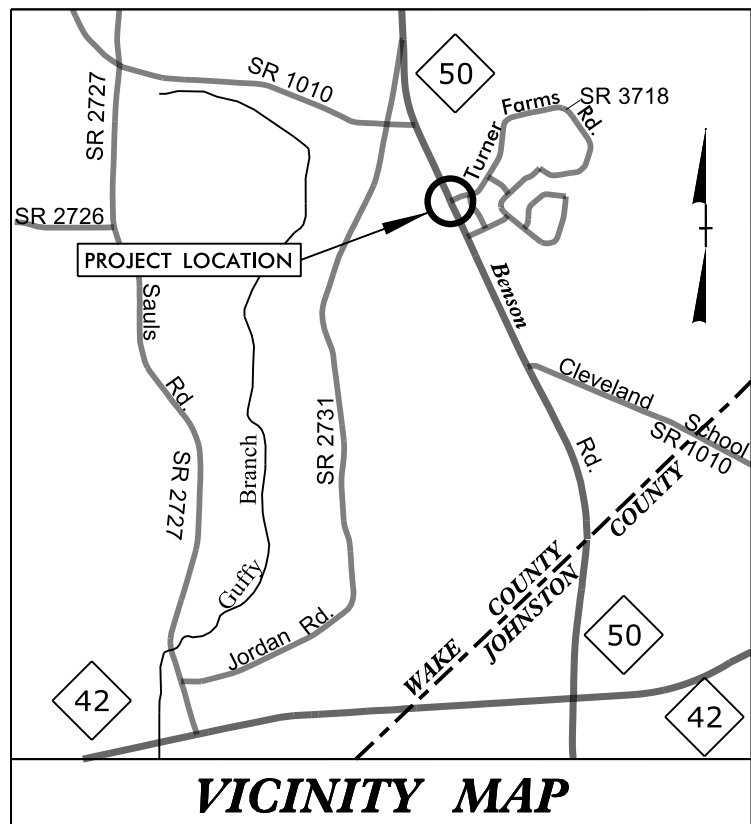 50
SR 1010
SR 2727
Turner Farms Rd.
SR 3718
SR 2726
PROJECT LOCATION
Benson Rd.
Sauls Rd.
Cleveland School
SR 1010
SR 2731
SR 2727
Guffy Branch
Jordan Rd.
WAKE COUNTY
JOHNSTON COUNTY
50
42
42
VICINITY MAP